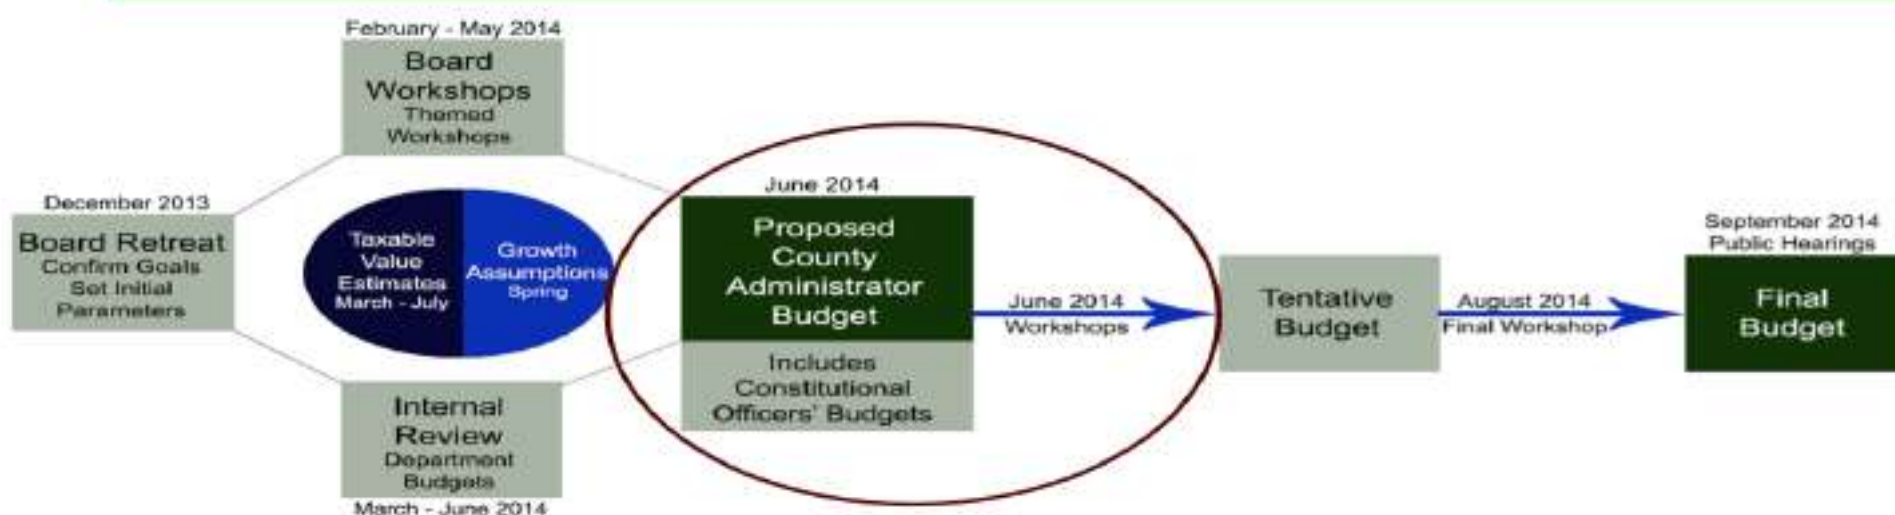 February - May 2014
Board
Workshops
Themed
Workshops
December 2013
Board Retreat
Confirm Goals
Set Initial
Parameters
Taxable
Value
Estimates
March - July
Growth
Assumptions
Spring
Internal
Review
Department
Budgets
March - June 2014
June 2014
Proposed
County
Administrator
Budget
Includes
Constitutional
Officers' Budgets
June 2014
Workshops
Tentative
Budget
August 2014
Final Workshop
September 2014
Public Hearings
Final
Budget